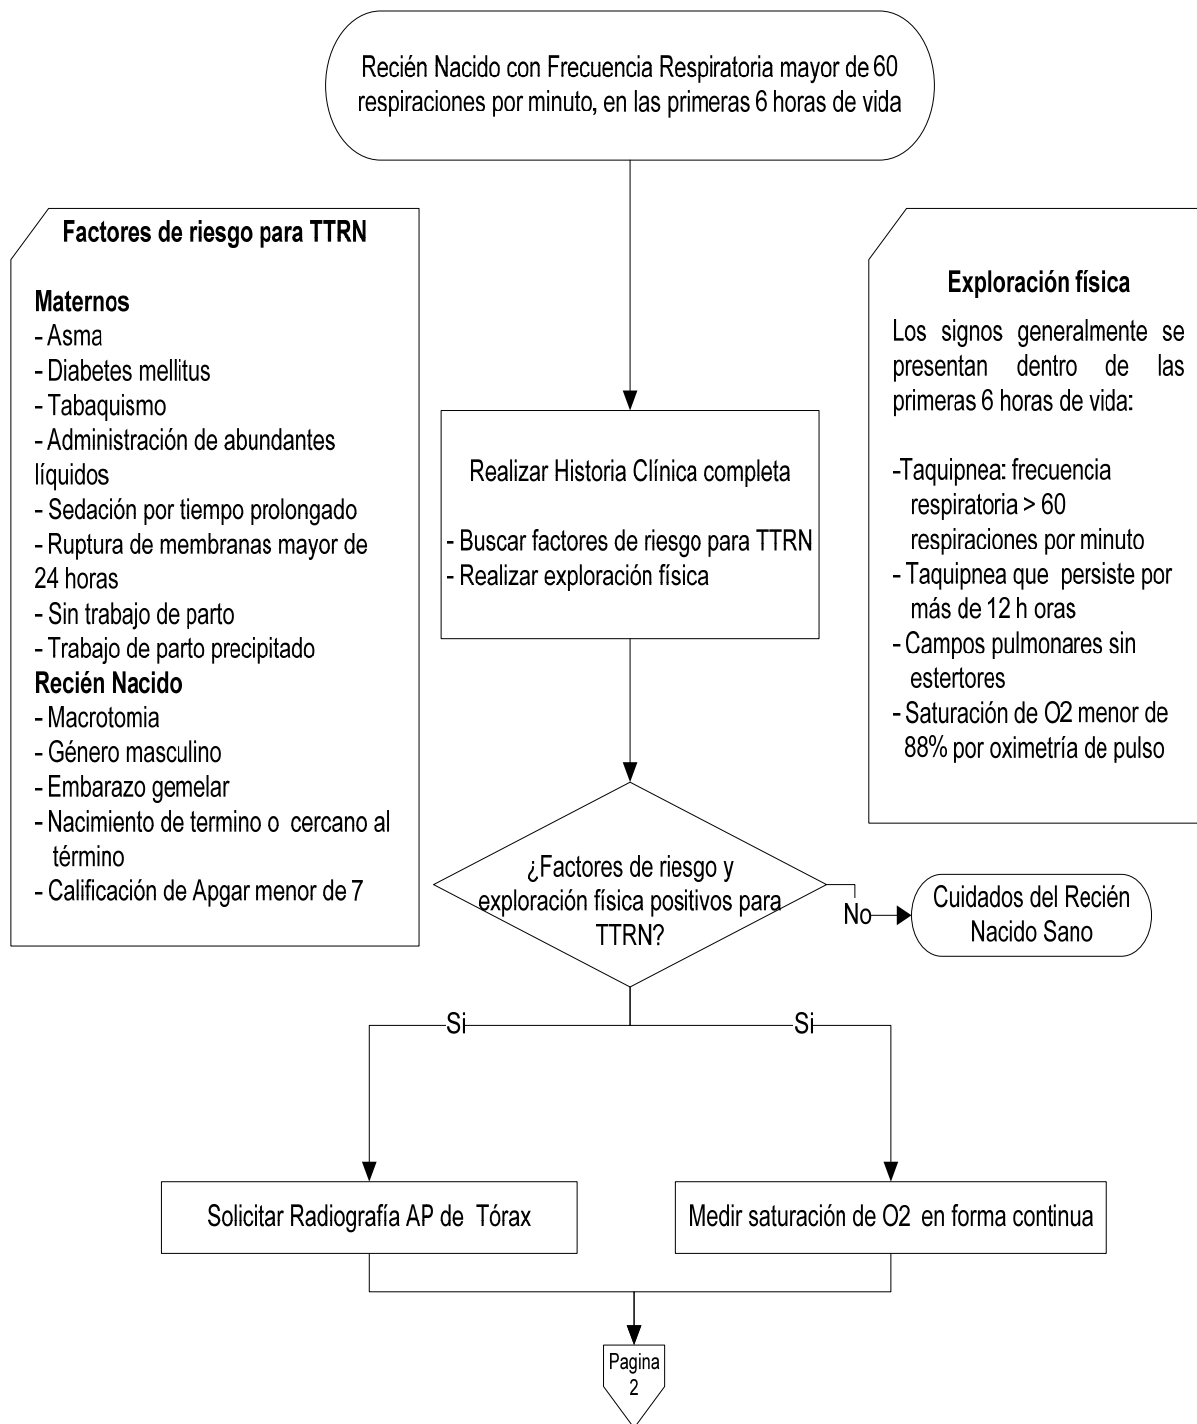 Recién Nacido con Frecuencia Respiratoria mayor de 60
respiraciones por minuto, en las primeras 6 horas de vida
Factores de riesgo para TTRN
Maternos
- Asma
- Diabetes mellitus
- Tabaquismo
- Administración de abundantes
líquidos
- Sedación por tiempo prolongado
- Ruptura de membranas mayor de
24 horas
- Sin trabajo de parto
- Trabajo de parto precipitado
Recién Nacido
- Macrotomia
- Género masculino
- Embarazo gemelar
- Nacimiento de termino o cercano al
término
- Calificación de Apgar menor de 7
Realizar Historia Clínica completa
- Buscar factores de riesgo para TTRN
- Realizar exploración física
Exploración física
Los signos generalmente se
presentan dentro de las
primeras 6 horas de vida:
-Taquipnea: frecuencia
respiratoria > 60
respiraciones por minuto
- Taquipnea que persiste por
más de 12 h oras
- Campos pulmonares sin
estertores
- Saturación de O2 menor de
88% por oximetría de pulso
¿Factores de riesgo y
exploración física positivos para
TTRN?
No
Cuidados del Recién
Nacido Sano
Si
Si
Solicitar Radiografía AP de Tórax
Medir saturación de O2 en forma continua
Pagina
2